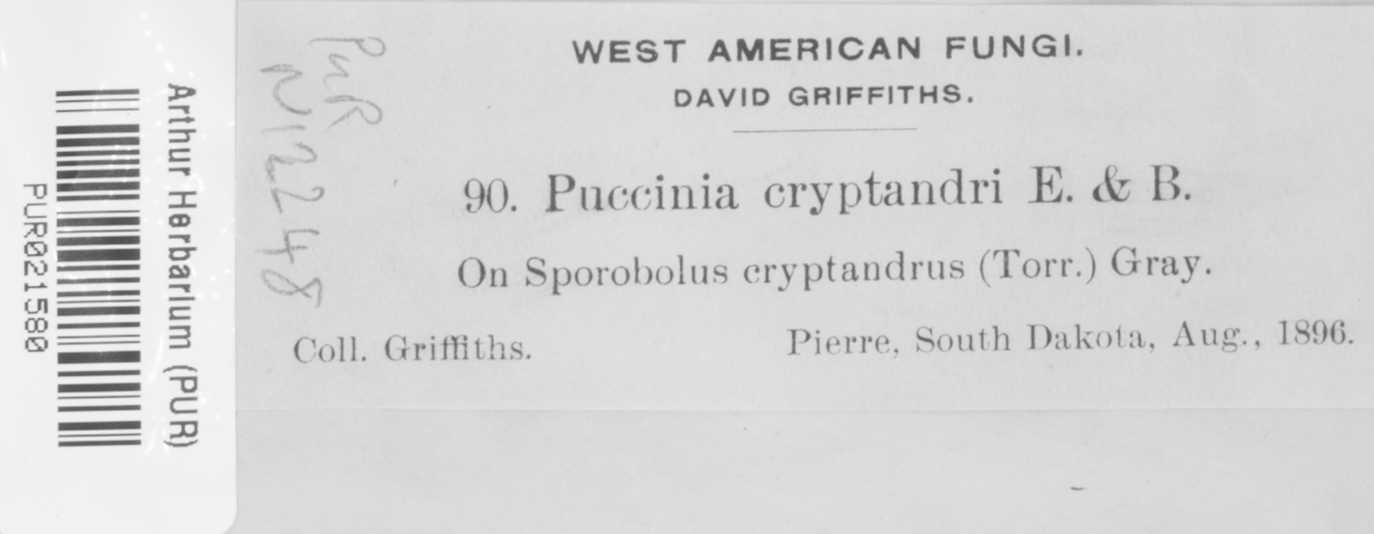 WEST AMERICAN FUNGI.
DAVID GRIFFITHS.
90. Puccinia cryptandri E. & B.
On Sporobolus cryptandrus (Torr.) Gray.
Coll. Griffiths.
Pierre, South Dakota, Aug., 1896.
PUR
N12248
Arthur Herbarium (PUR)
PUR021580